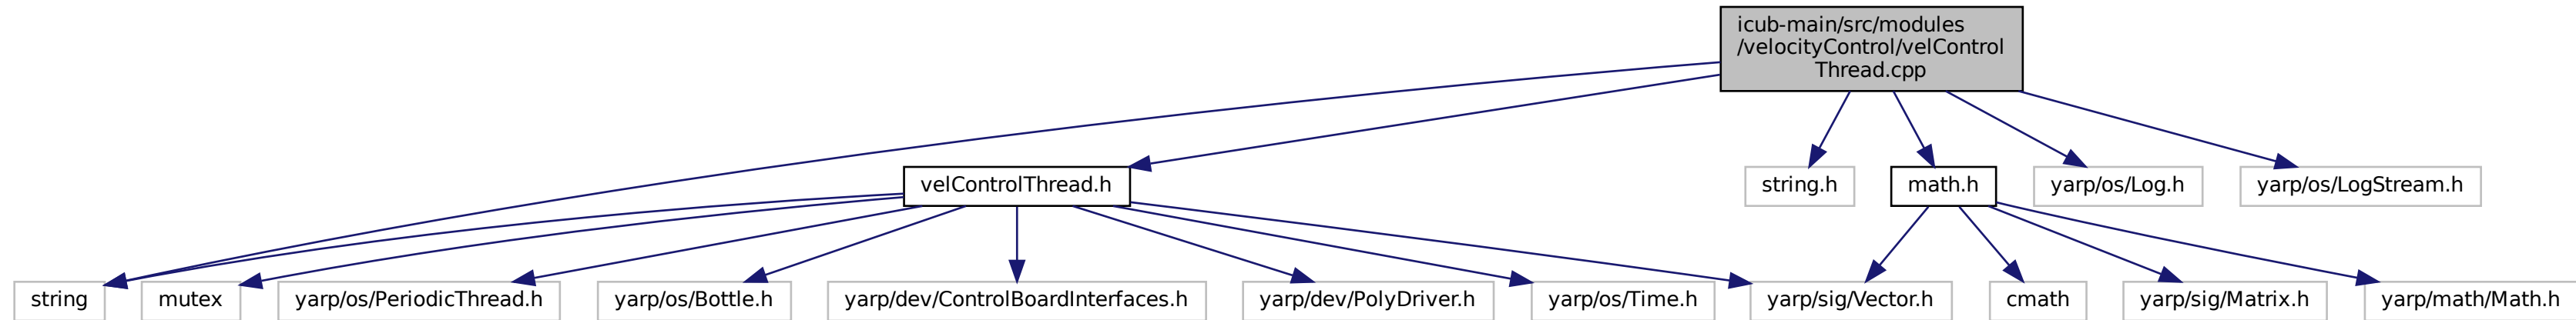 icub-main/src/modules
/velocityControl/velControl
Thread.cpp
velControlThread.h
string.h
math.h
yarp/os/Log.h
yarp/os/LogStream.h
string
mutex
yarp/os/PeriodicThread.h
yarp/os/Bottle.h
yarp/dev/ControlBoardInterfaces.h
yarp/dev/PolyDriver.h
yarp/os/Time.h
yarp/sig/Vector.h
cmath
yarp/sig/Matrix.h
yarp/math/Math.h